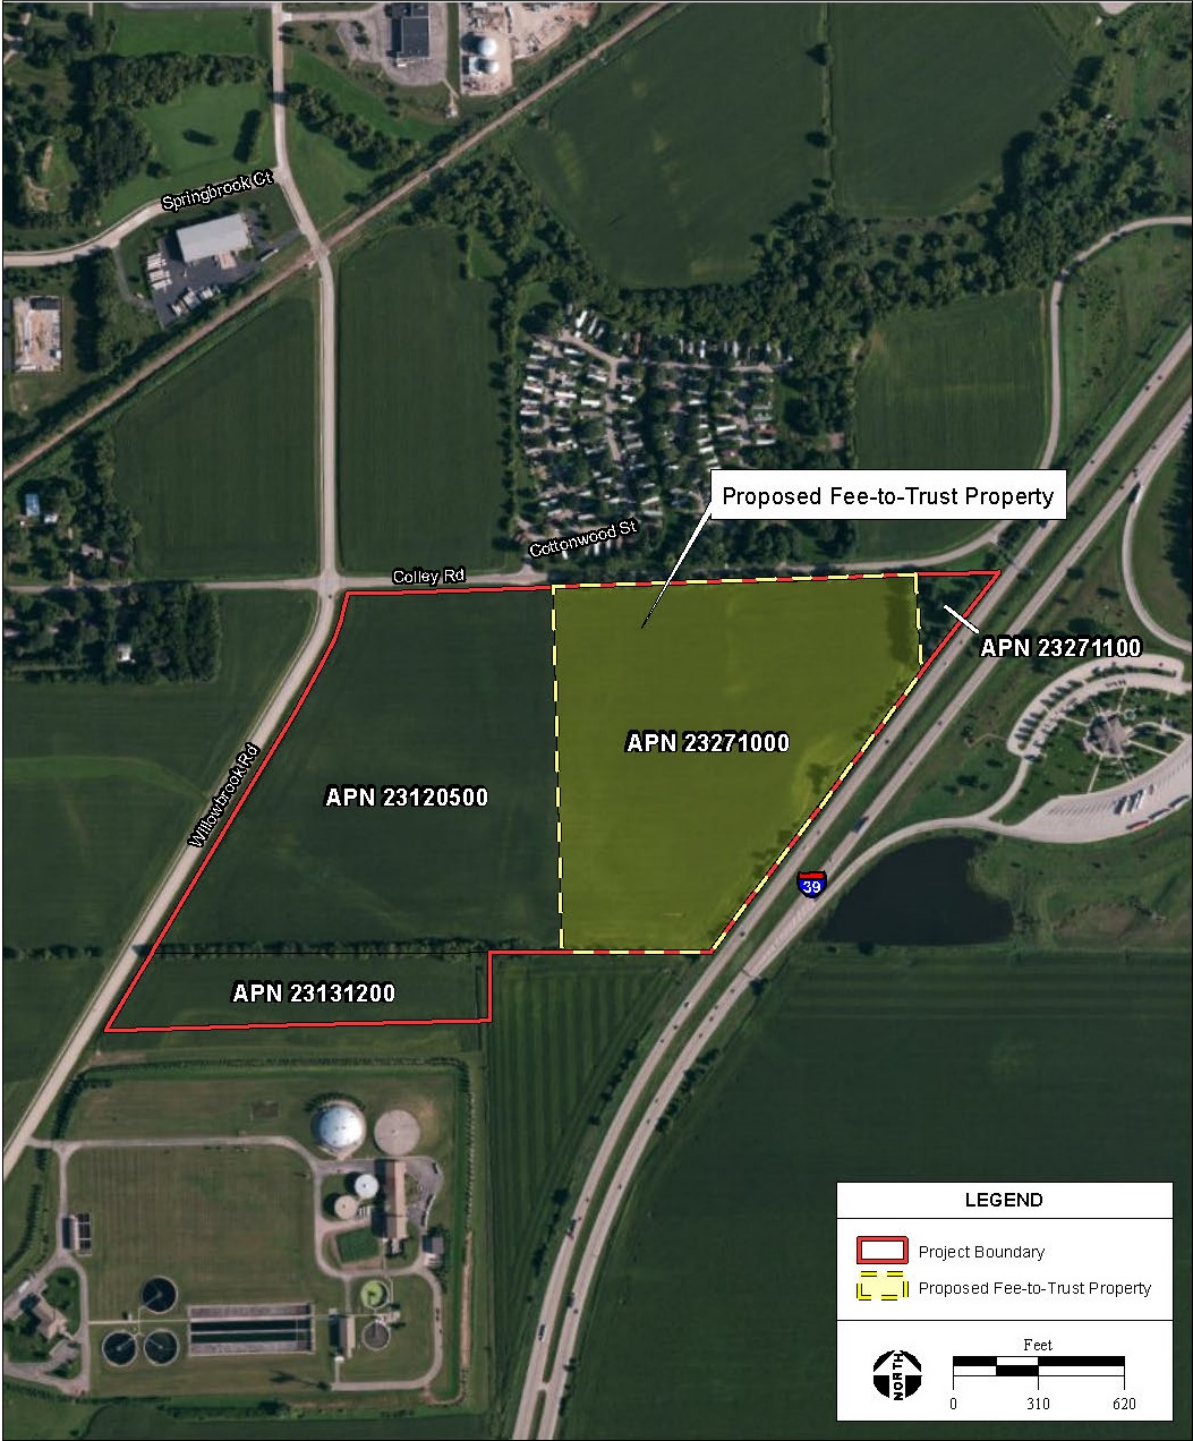 Springbrook Ct
Proposed Fee-to-Trust Property
Cottonwood St
Colley Rd
APN 23271100
APN 23271000
Willowbrook Rd
APN 23120500
39
APN 23131200
LEGEND
Project Boundary
Proposed Fee-to-Trust Property
NORTH
Feet
0 310 620